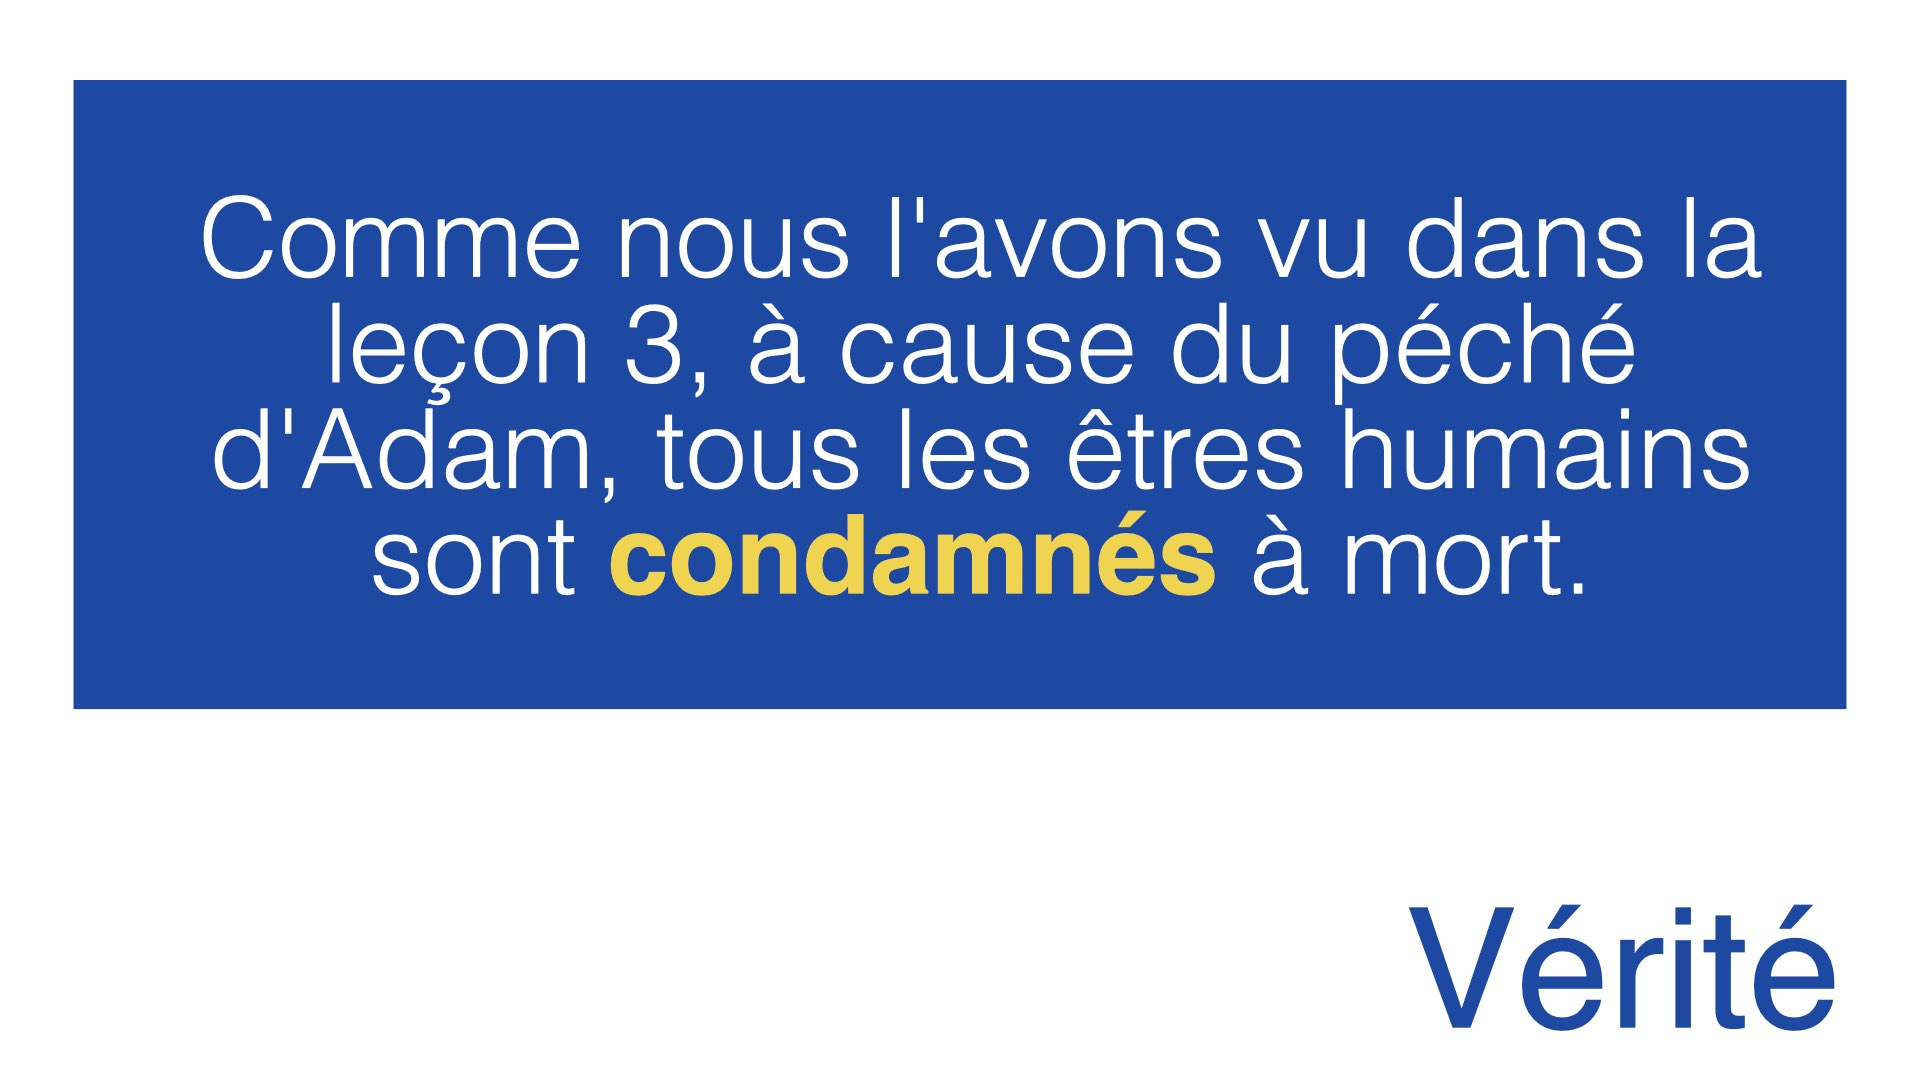 Comme nous l'avons vu dans la
leçon 3, à cause du péché
d'Adam, tous les êtres humains
sont condamnés à mort.
Vérité